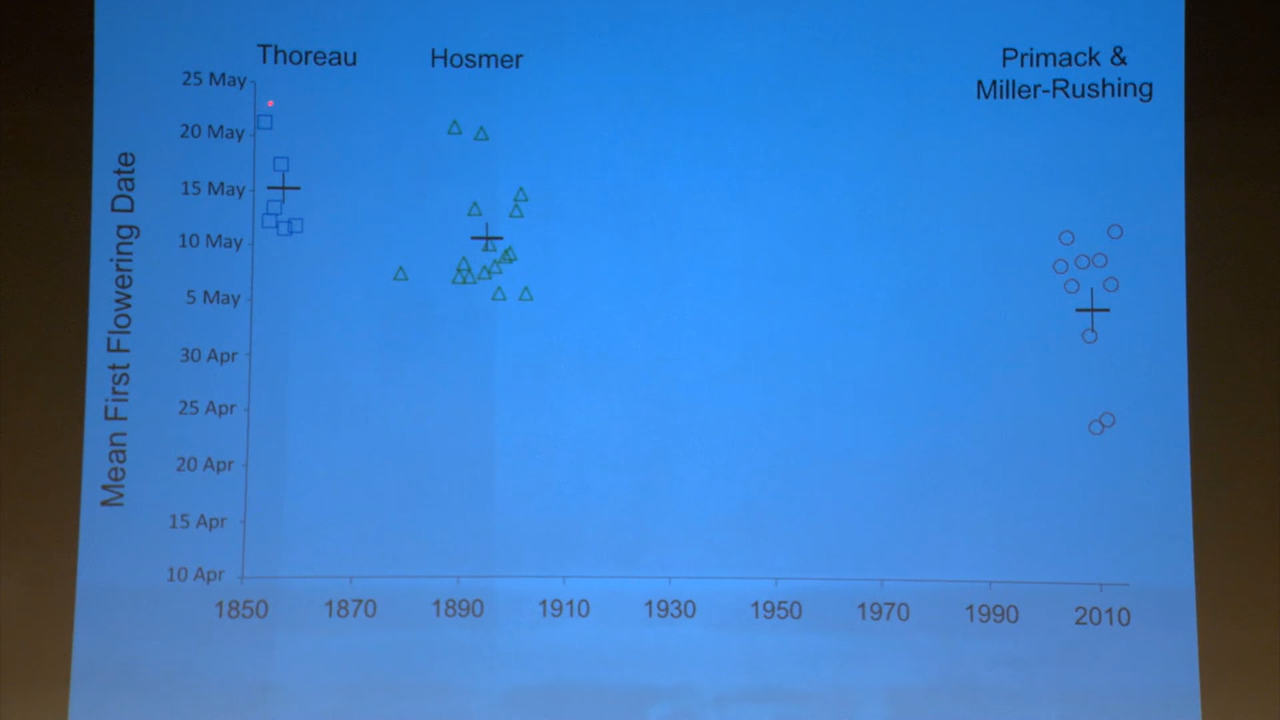 Thoreau
Hosmer
Primack &
Miller-Rushing
Mean First Flowering Date
25 May
20 May
15 May
10 May
5 May
30 Apr
25 Apr
20 Apr
15 Apr
10 Apr
1850 1870 1890 1910 1930 1950 1970 1990 2010